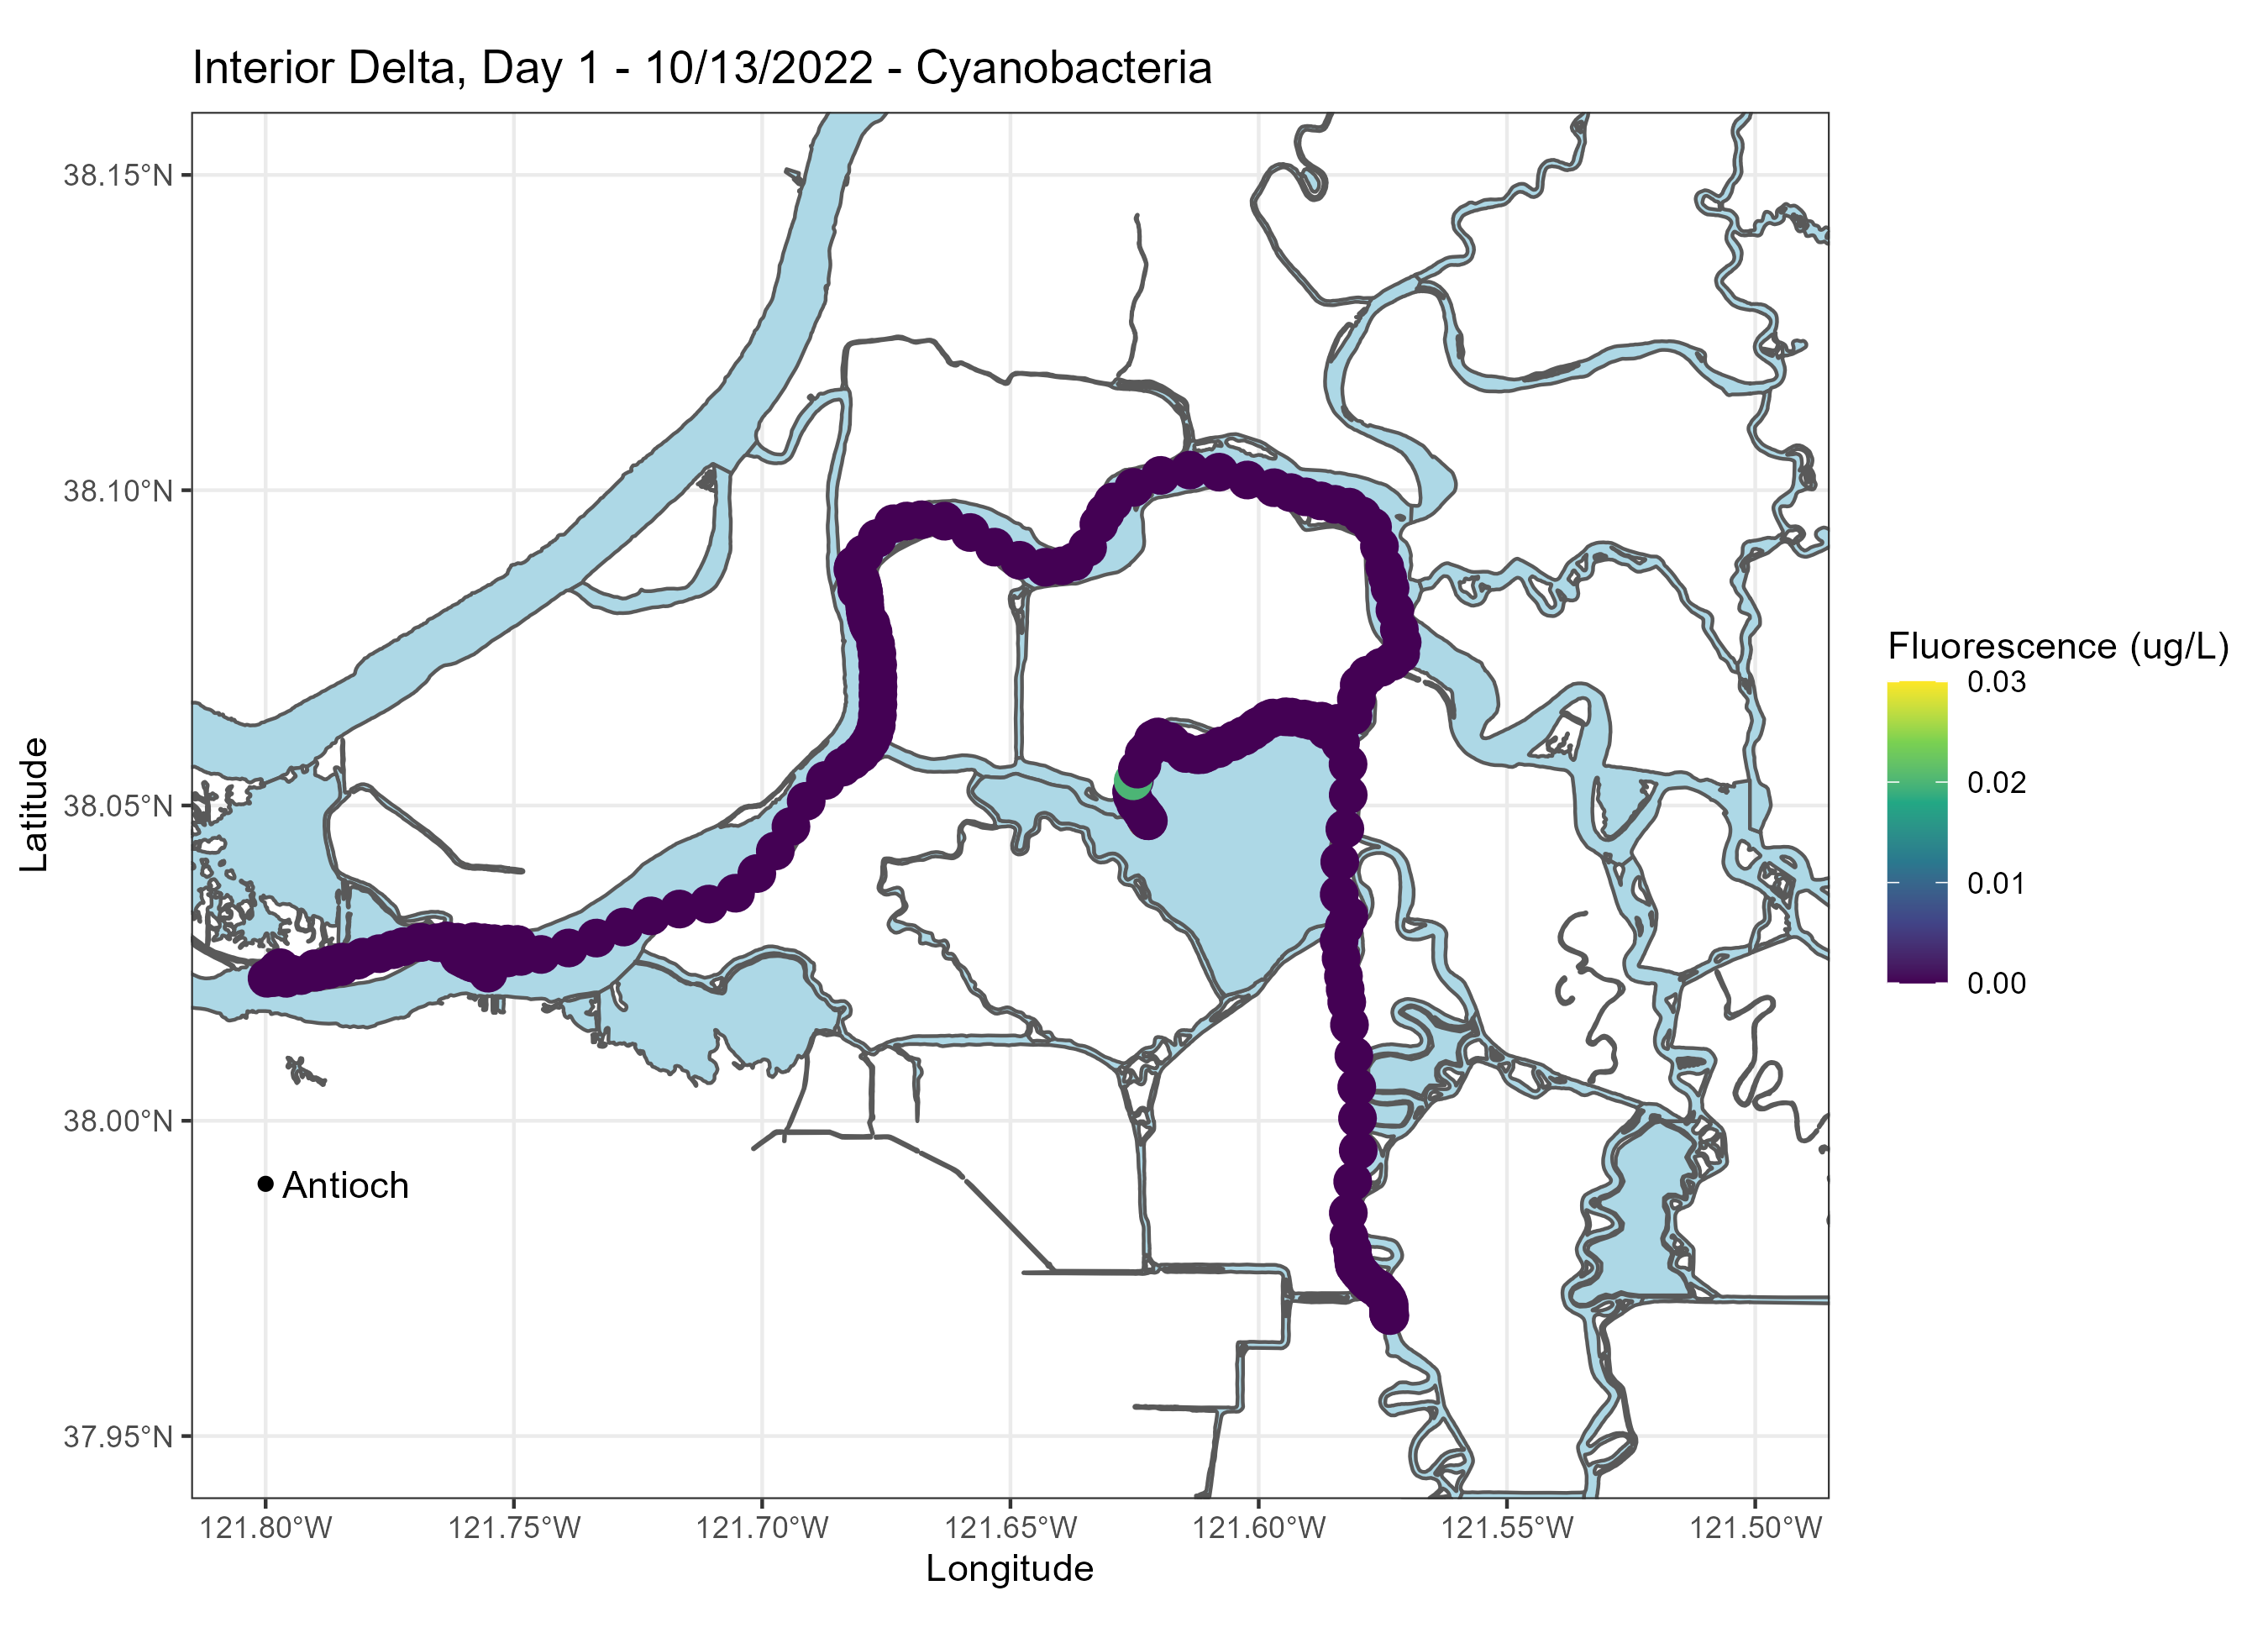 Interior Delta, Day 1 - 10/13/2022 - Cyanobacteria
38.15°N
38.10°N
38.05°N
38.00°N
37.95°N
Latitude
Antioch
121.80°W
121.75°W
121.70°W
121.65°W
121.60°W
121.55°W
121.50°W
Longitude
Fluorescence (ug/L)
0.03
0.02
0.01
0.00